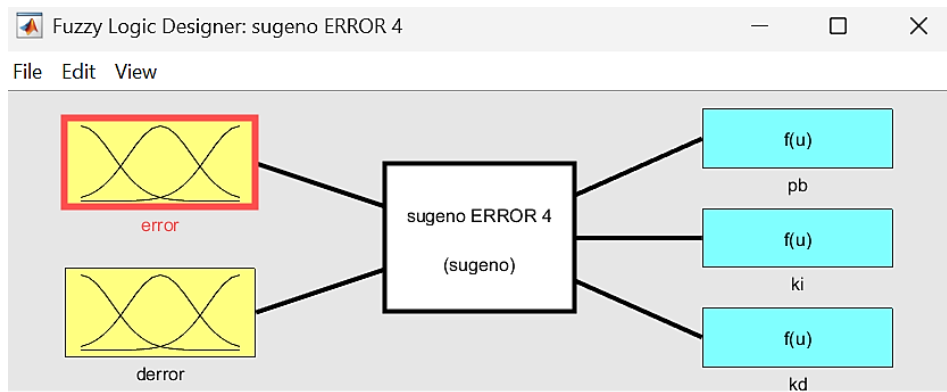 Fuzzy Logic Designer: sugeno ERROR 4
File Edit View
error
derror
sugeno ERROR 4
(sugeno)
f(u)
pb
f(u)
ki
f(u)
kd